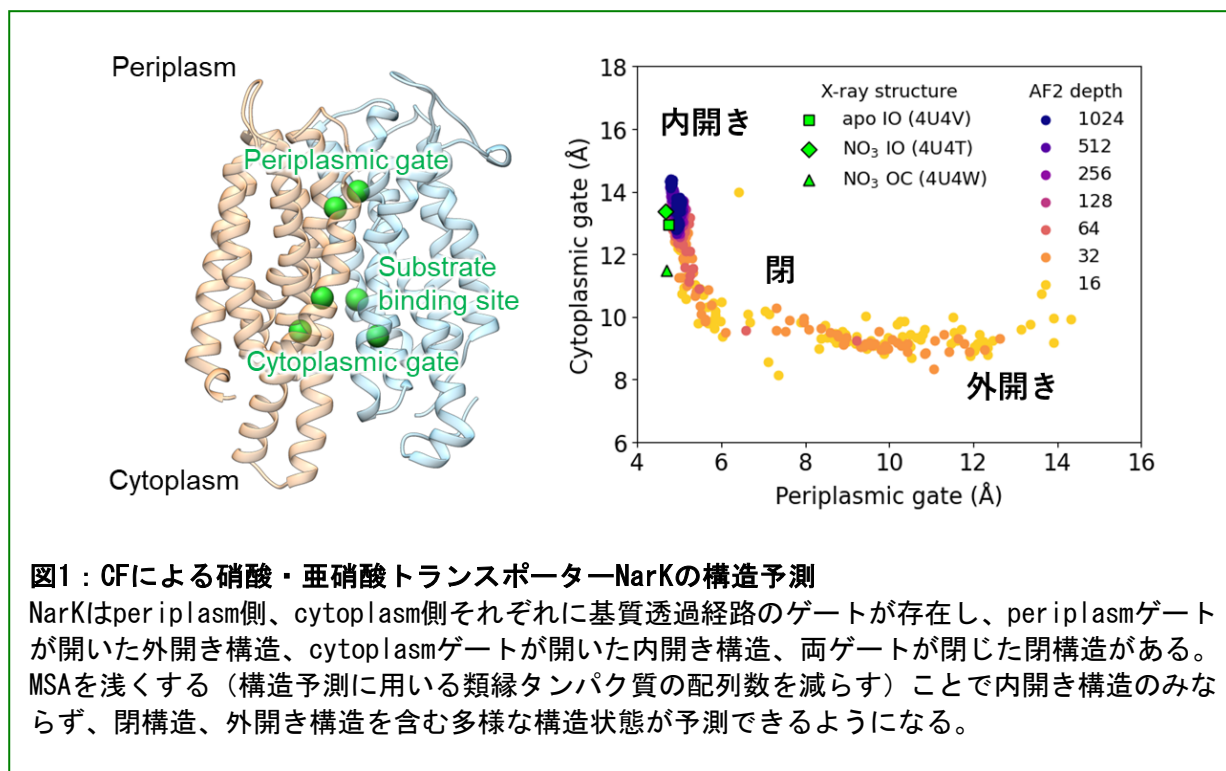 Periplasm
Periplasmic gate
Substrate
binding site
Cytoplasmic gate
Cytoplasm
18
16
14
12
10
8
6
4
6
8
10
12
14
16
Cytoplasmic gate (Å)
Periplasmic gate (Å)
内開き
閉
外開き
X-ray structure
apo IO (4U4V)
NO₃ IO (4U4T)
NO₃ OC (4U4W)
AF2 depth
1024
512
256
128
64
32
16
図1：CFによる硝酸・亜硝酸トランスポーターNarKの構造予測
NarKはperiplasm側、cytoplasm側それぞれに基質透過経路のゲートが存在し、periplasmゲート
が開いた外開き構造、cytoplasmゲートが開いた内開き構造、両ゲートが閉じた閉構造がある。
MSAを浅くする（構造予測に用いる類縁タンパク質の配列数を減らす）ことで内開き構造のみな
らず、閉構造、外開き構造を含む多様な構造状態が予測できるようになる。